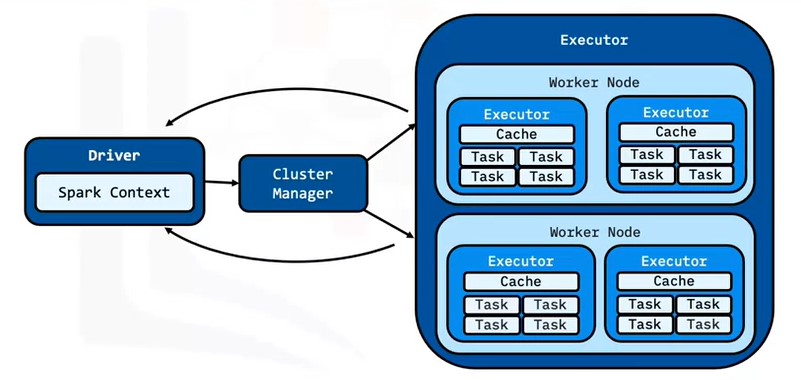 Driver
Spark Context
Cluster
Manager
Executor
Worker Node
Executor
Cache
Task Task
Task Task
Executor
Cache
Task Task
Task Task
Worker Node
Executor
Cache
Task Task
Task Task
Executor
Cache
Task Task
Task Task